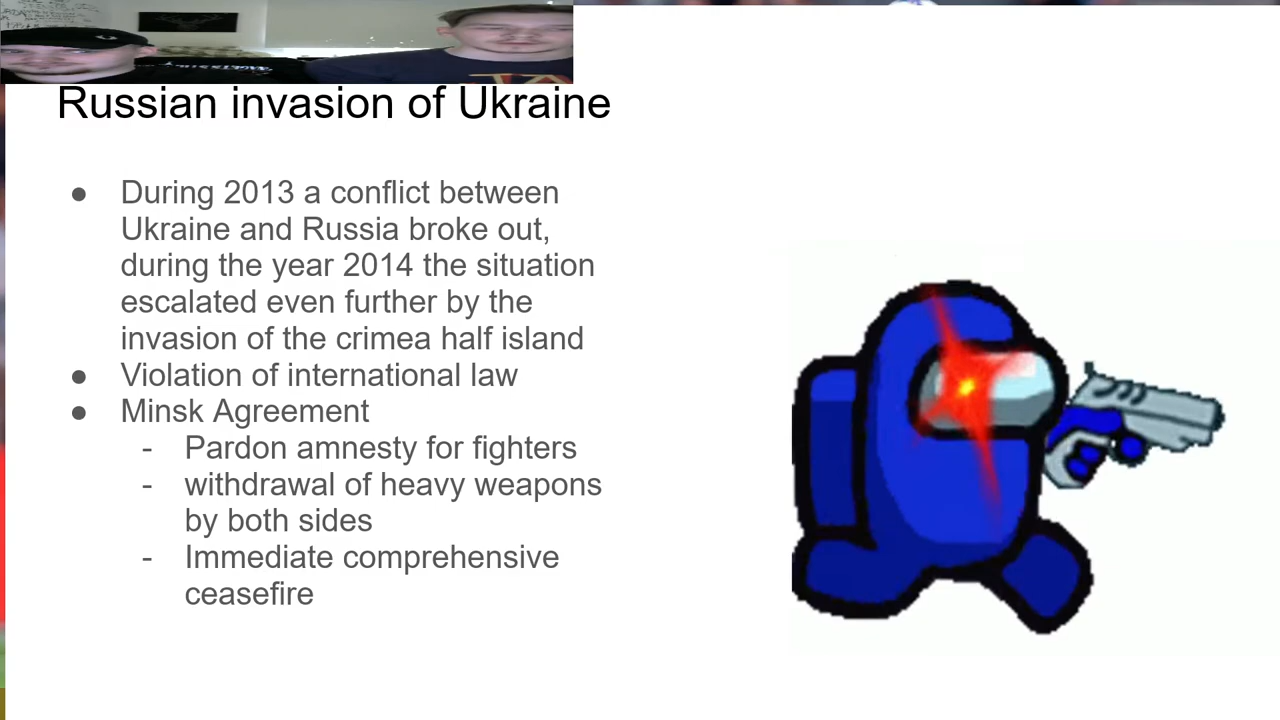 Russian invasion of Ukraine
● During 2013 a conflict between
Ukraine and Russia broke out,
during the year 2014 the situation
escalated even further by the
invasion of the crimea half island
● Violation of international law
● Minsk Agreement
- Pardon amnesty for fighters
- withdrawal of heavy weapons
by both sides
- Immediate comprehensive
ceasefire